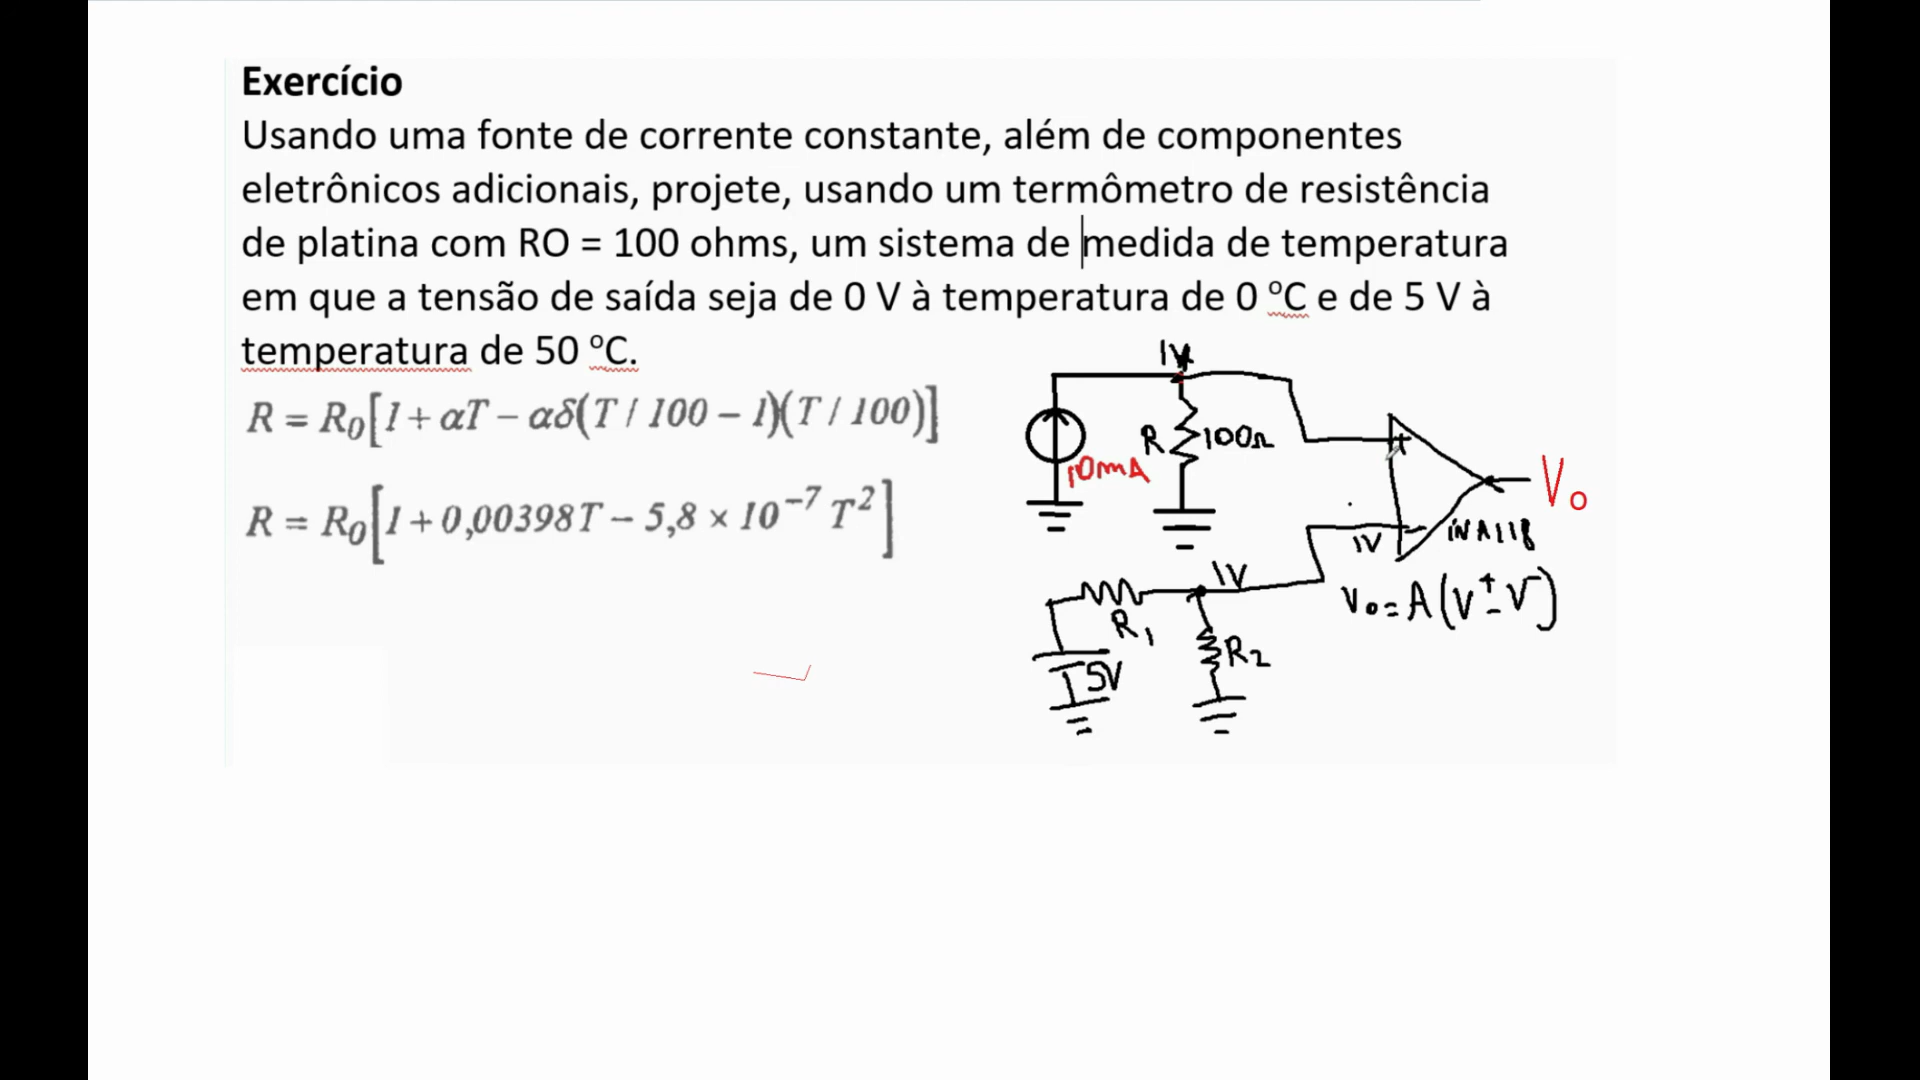 Exercício
Usando uma fonte de corrente constante, além de componentes
eletrônicos adicionais, projete, usando um termômetro de resistência
de platina com RO = 100 ohms, um sistema de medida de temperatura
em que a tensão de saída seja de 0 V à temperatura de 0 ºC e de 5 V à
temperatura de 50 ºC.
R = R₀[1 + αT − αδ(T / 100 − 1)(T / 100)]
R = R₀[1 + 0,00398T − 5,8 × 10⁻⁷ T²]
1V
R 100Ω
10mA
+
V₀
−
1V
INA118
1V
V₀ = A(V⁺ − V⁻)
R₁
R₂
5V